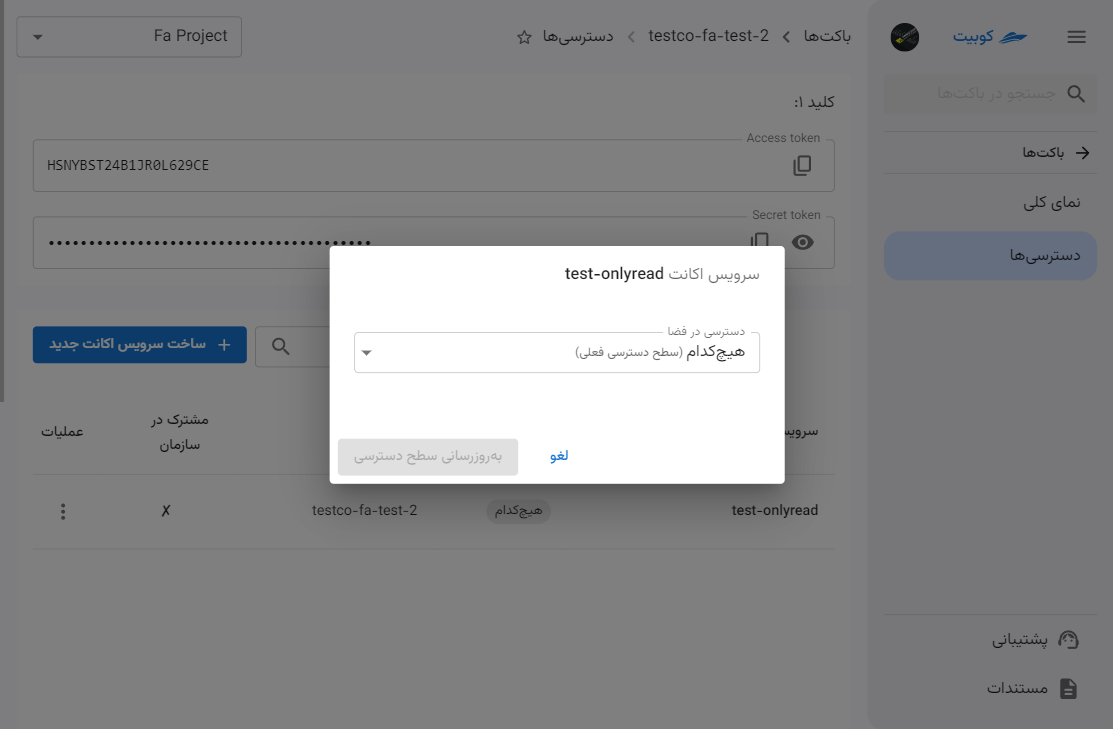 کوبیت
باکت‌ها
testco-fa-test-2
دسترسی‌ها
Fa Project
جستجو در باکت‌ها
باکت‌ها
نمای کلی
دسترسی‌ها
پشتیبانی
مستندات
کلید ۱:
Access token
HSNYBST24B1JR0L629CE
Secret token
••••••••••••••••••••••••••••••••••••••••
سرویس اکانت test-onlyread
دسترسی در فضا
هیچ‌کدام (سطح دسترسی فعلی)
لغو
به‌روزرسانی سطح دسترسی
+ ساخت سرویس اکانت جدید
مشترک در
سازمان
عملیات
test-onlyread
هیچ‌کدام
testco-fa-test-2
✗